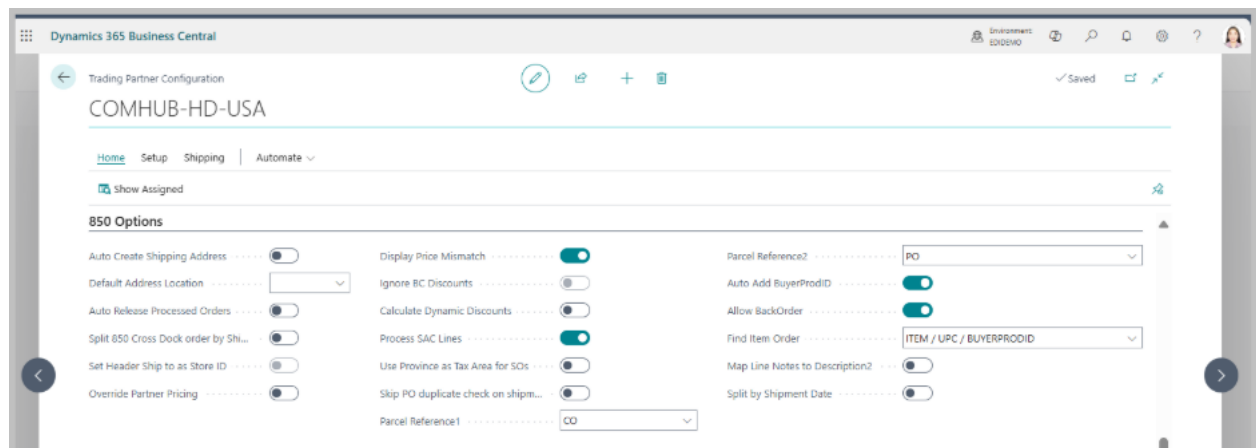 Dynamics 365 Business Central
Environment:
EDIDEMO
Trading Partner Configuration
Saved
COMHUB-HD-USA
Home Setup Shipping Automate
Show Assigned
850 Options
Auto Create Shipping Address
Default Address Location
Auto Release Processed Orders
Split 850 Cross Dock order by Shi...
Set Header Ship to as Store ID
Override Partner Pricing
Display Price Mismatch
Ignore BC Discounts
Calculate Dynamic Discounts
Process SAC Lines
Use Province as Tax Area for SOs
Skip PO duplicate check on shipm...
Parcel Reference1 CO
Parcel Reference2 PO
Auto Add BuyerProdID
Allow BackOrder
Find Item Order ITEM / UPC / BUYERPRODID
Map Line Notes to Description2
Split by Shipment Date